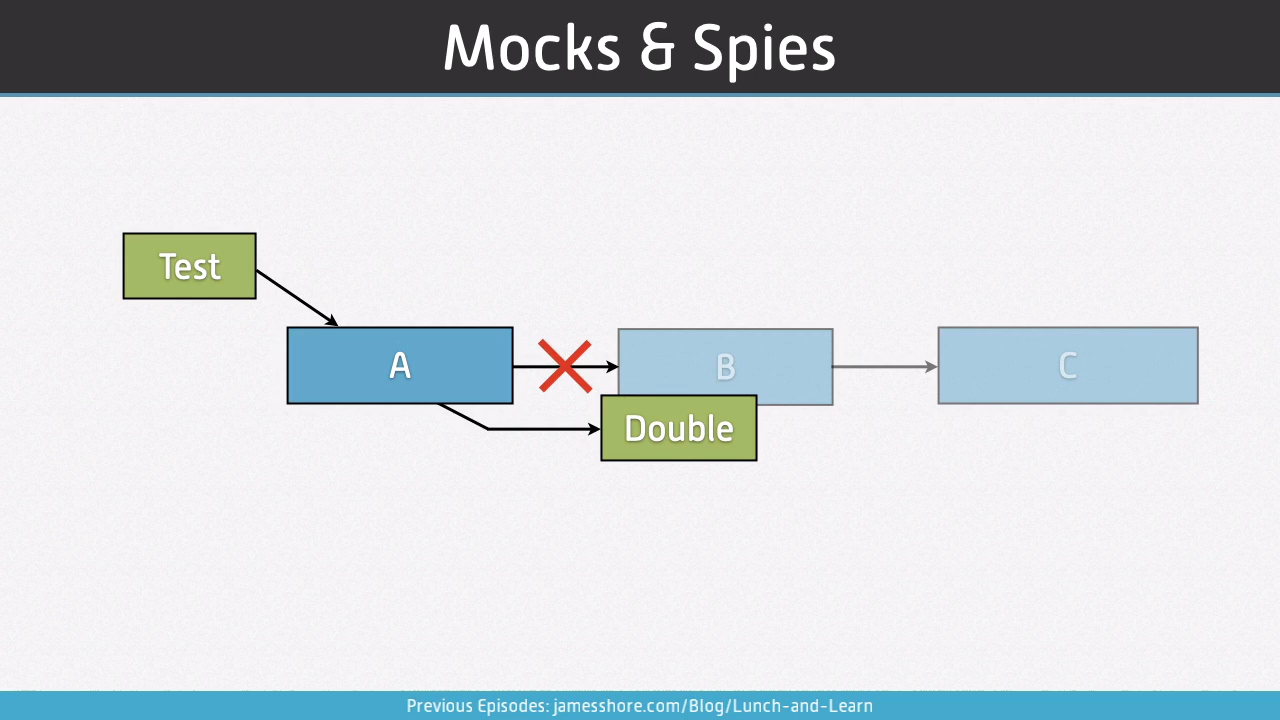 Mocks & Spies
Test
A
B
C
Double
Previous Episodes: jamesshore.com/Blog/Lunch-and-Learn